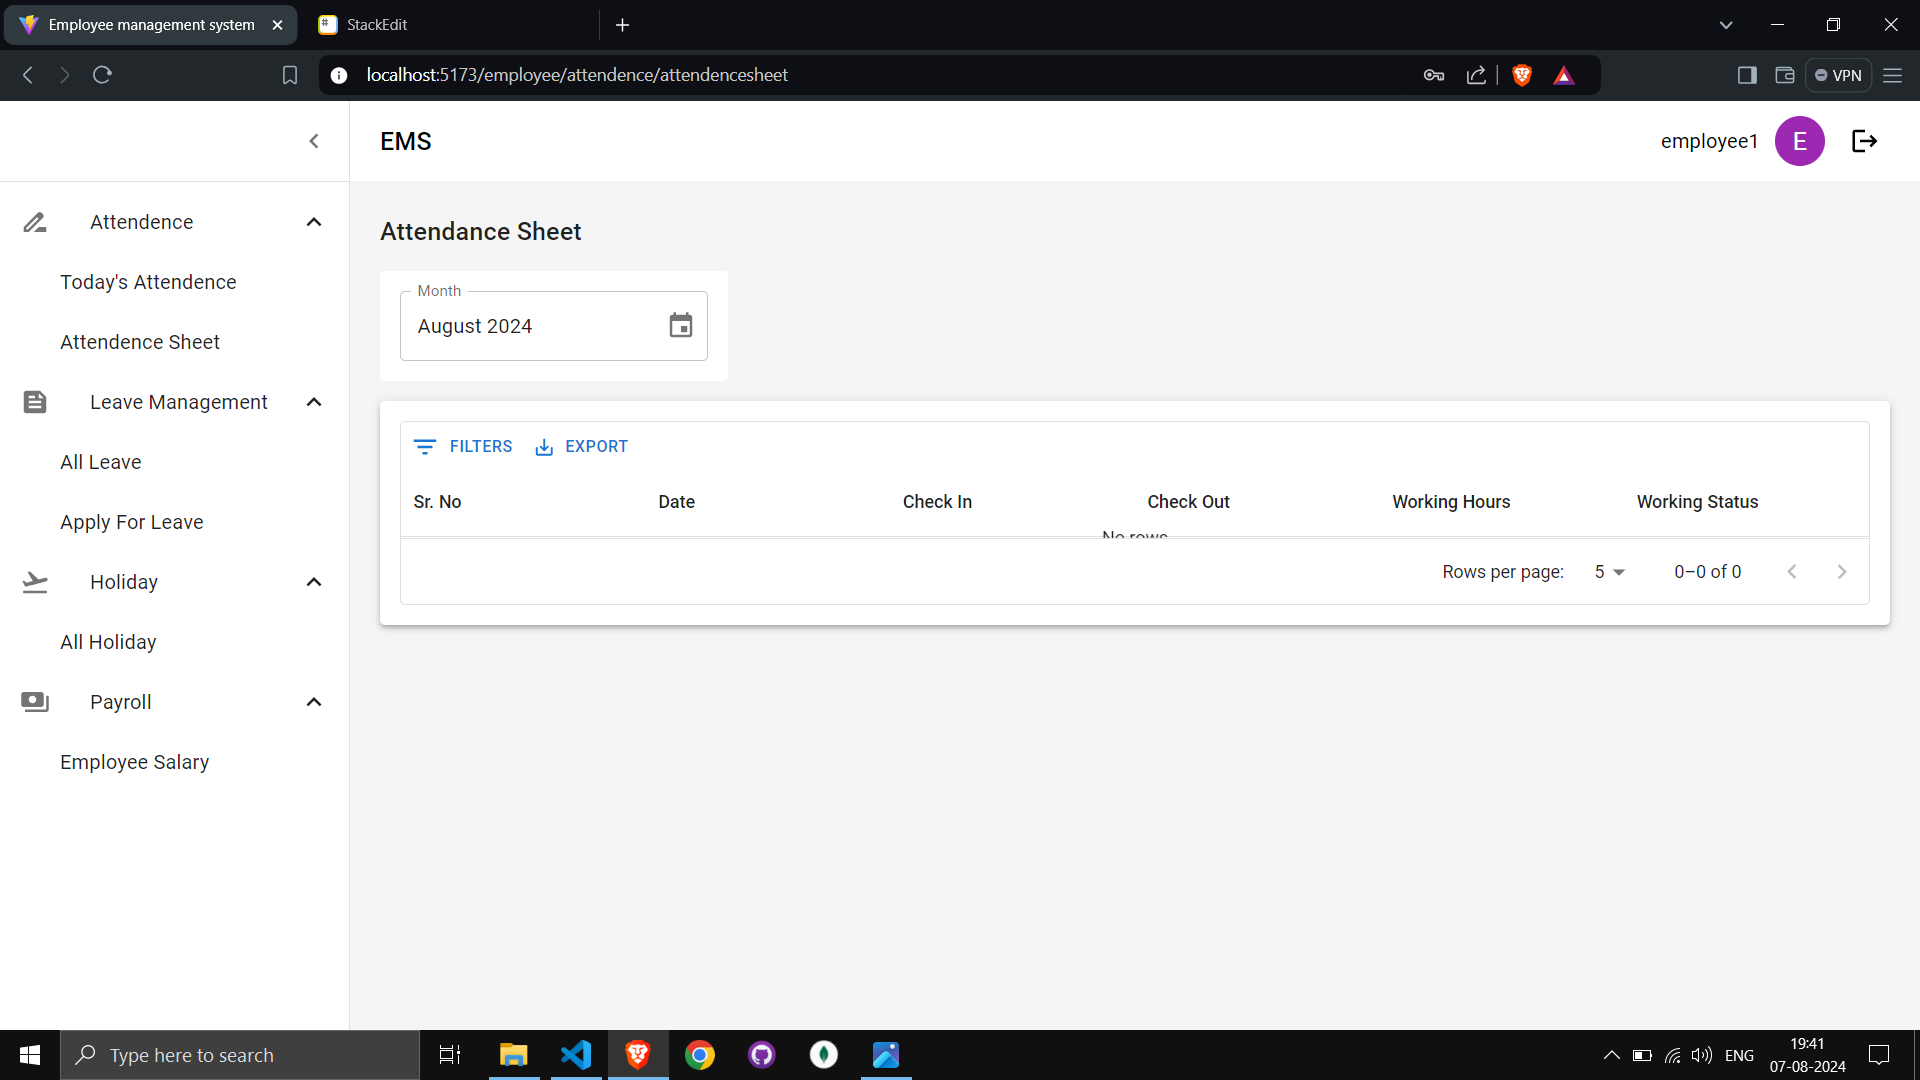 Employee management system
StackEdit
localhost:5173/employee/attendence/attendencesheet
VPN
EMS
employee1
E
Attendence
Today's Attendence
Attendence Sheet
Leave Management
All Leave
Apply For Leave
Holiday
All Holiday
Payroll
Employee Salary
Attendance Sheet
Month
August 2024
FILTERS EXPORT
Sr. No Date Check In Check Out Working Hours Working Status
No rows
Rows per page: 5 0–0 of 0
Type here to search
ENG
19:41
07-08-2024